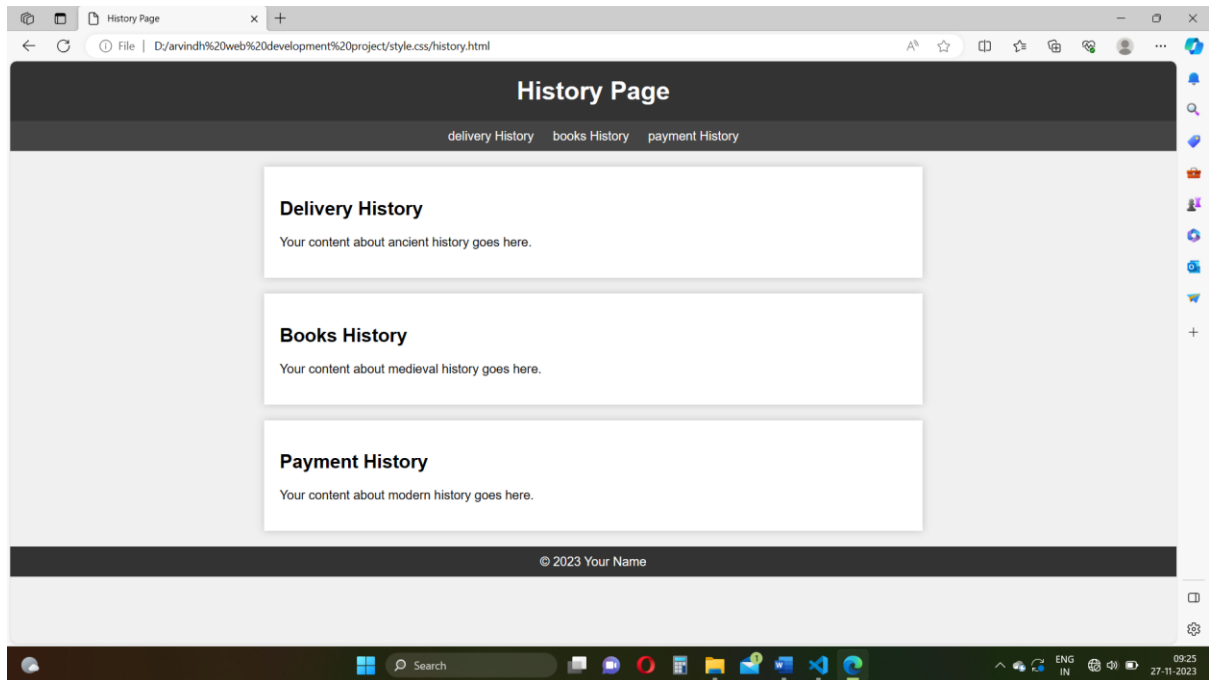 History Page
File | D:/arvindh%20web%20development%20project/style.css/history.html
History Page
delivery History books History payment History
Delivery History
Your content about ancient history goes here.
Books History
Your content about medieval history goes here.
Payment History
Your content about modern history goes here.
© 2023 Your Name
Search
ENG
IN
09:25
27-11-2023